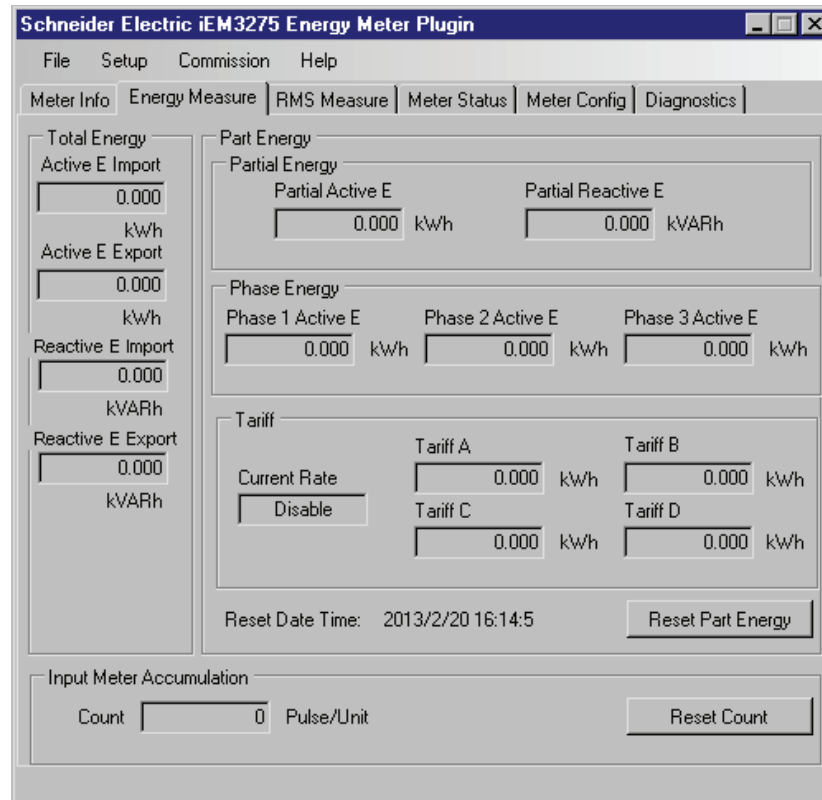 Schneider Electric iEM3275 Energy Meter Plugin
File Setup Commission Help
Meter Info Energy Measure RMS Measure Meter Status Meter Config Diagnostics
Total Energy
Active E Import
0.000
kWh
Active E Export
0.000
kWh
Reactive E Import
0.000
kVARh
Reactive E Export
0.000
kVARh
Part Energy
Partial Energy
Partial Active E Partial Reactive E
0.000 kWh 0.000 kVARh
Phase Energy
Phase 1 Active E Phase 2 Active E Phase 3 Active E
0.000 kWh 0.000 kWh 0.000 kWh
Tariff
Tariff A Tariff B
Current Rate 0.000 kWh 0.000 kWh
Disable Tariff C Tariff D
0.000 kWh 0.000 kWh
Reset Date Time: 2013/2/20 16:14:5 Reset Part Energy
Input Meter Accumulation
Count 0 Pulse/Unit Reset Count